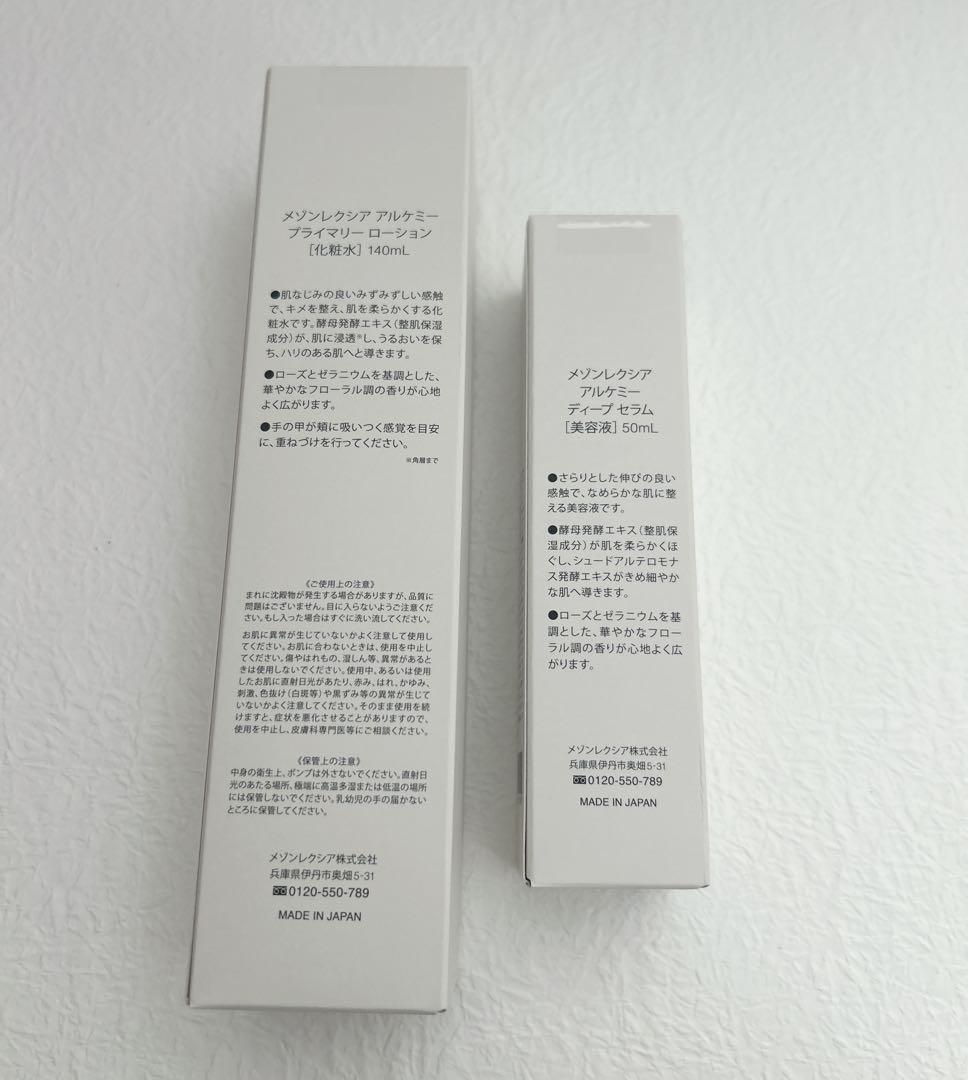 メゾンレクシア アルケミー
プライマリー ローション
［化粧水］140mL
●肌なじみの良いみずみずしい感触
で、キメを整え、肌を柔らかくする化
粧水です。酵母発酵エキス（整肌保湿
成分）が、肌に浸透※し、うるおいを保
ち、ハリのある肌へと導きます。
●ローズとゼラニウムを基調とした、
華やかなフローラル調の香りが心地
よく広がります。
●手の甲が頬に吸いつく感覚を目安
に、重ねづけを行ってください。
※角層まで
《ご使用上の注意》
まれに沈殿物が発生する場合がありますが、品質に
問題はございません。目に入らないようご注意くだ
さい。もし入った場合はすぐに洗い流してください。
お肌に異常が生じていないかよく注意して使用し
てください。お肌に合わないときは、使用を中止し
てください。傷やはれもの、湿しん等、異常があると
きは使用しないでください。使用中、あるいは使用
したお肌に直射日光があたり、赤み、はれ、かゆみ、
刺激、色抜け（白斑等）や黒ずみ等の異常が生じて
いないかよく注意してください。そのまま使用を続
けますと、症状を悪化させることがありますので、
使用を中止し、皮膚科専門医等にご相談ください。
《保管上の注意》
中身の衛生上、ポンプは外さないでください。直射日
光のあたる場所、極端に高温多湿または低温の場所
には保管しないでください。乳幼児の手の届かない
ところに保管してください。
メゾンレクシア株式会社
兵庫県伊丹市奥畑5-31
0120-550-789
MADE IN JAPAN
メゾンレクシア
アルケミー
ディープ セラム
［美容液］50mL
●さらりとした伸びの良い
感触で、なめらかな肌に整
える美容液です。
●酵母発酵エキス（整肌保
湿成分）が肌を柔らかくほ
ぐし、シュードアルテロモナ
ス発酵エキスがきめ細やか
な肌へ導きます。
●ローズとゼラニウムを基
調とした、華やかなフロー
ラル調の香りが心地よく広
がります。
メゾンレクシア株式会社
兵庫県伊丹市奥畑5-31
0120-550-789
MADE IN JAPAN